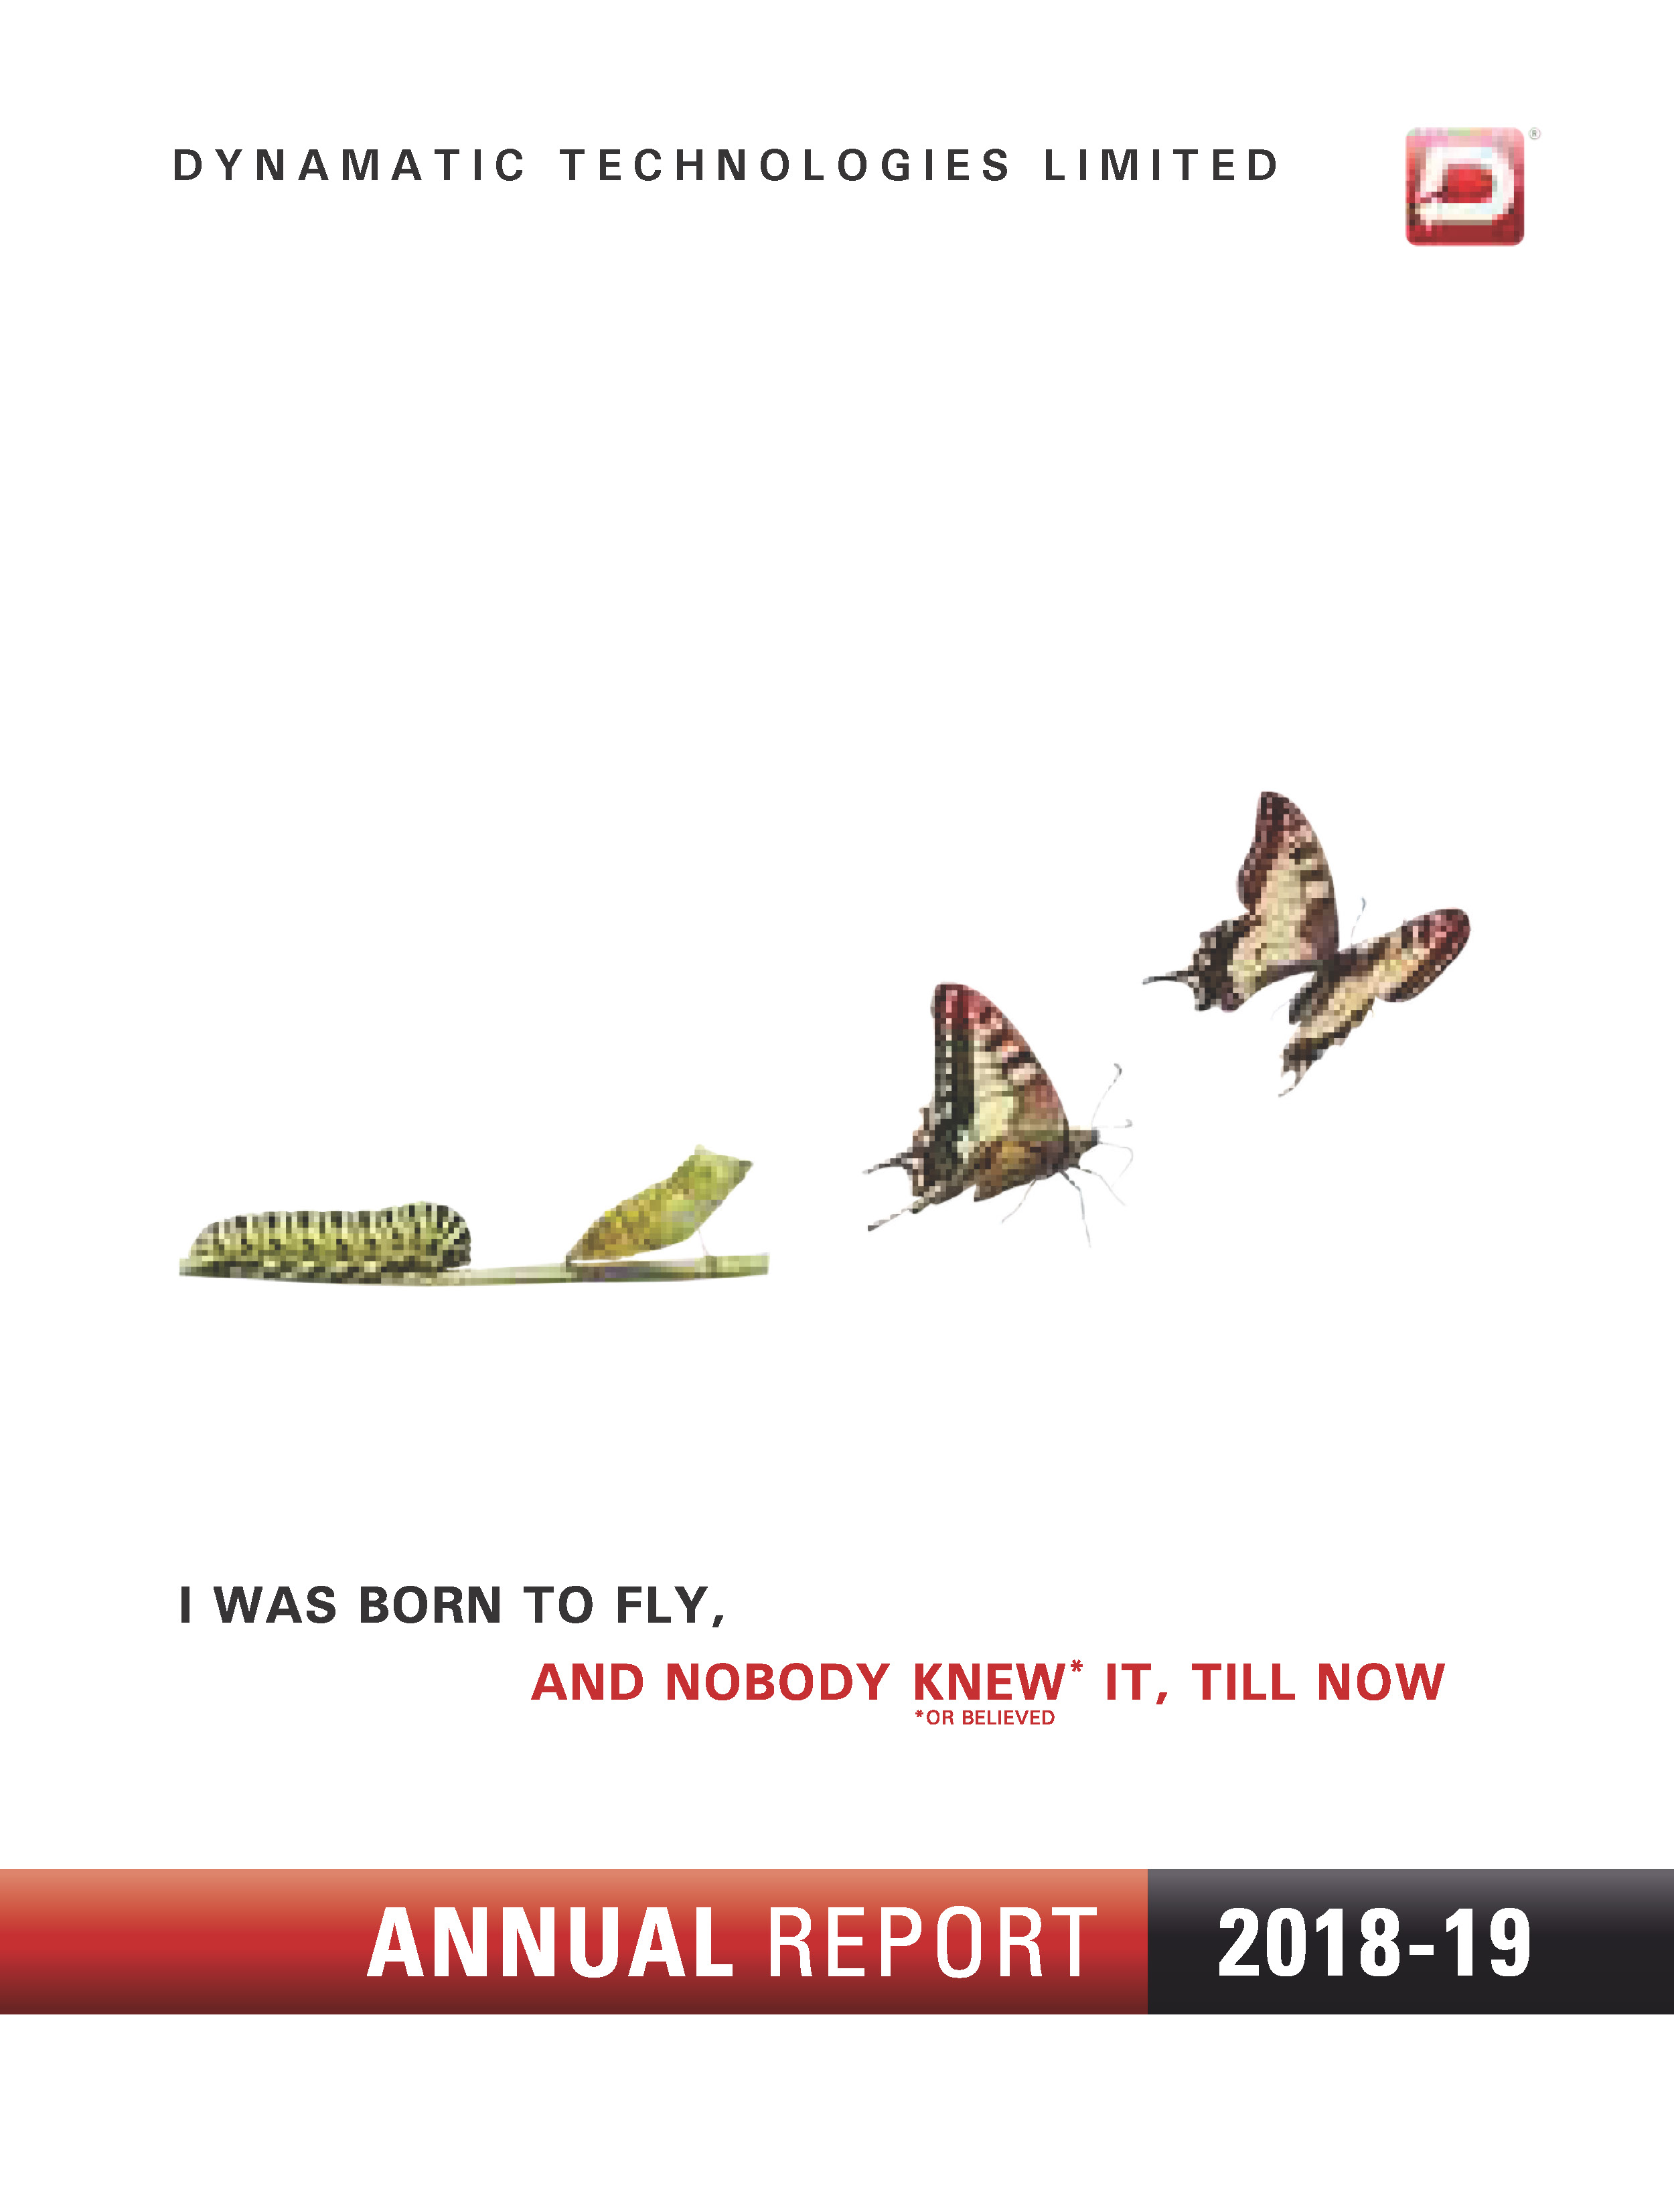 DYNAMATIC TECHNOLOGIES LIMITED
®
I WAS BORN TO FLY,
AND NOBODY KNEW* IT, TILL NOW
*OR BELIEVED
ANNUAL REPORT 2018-19